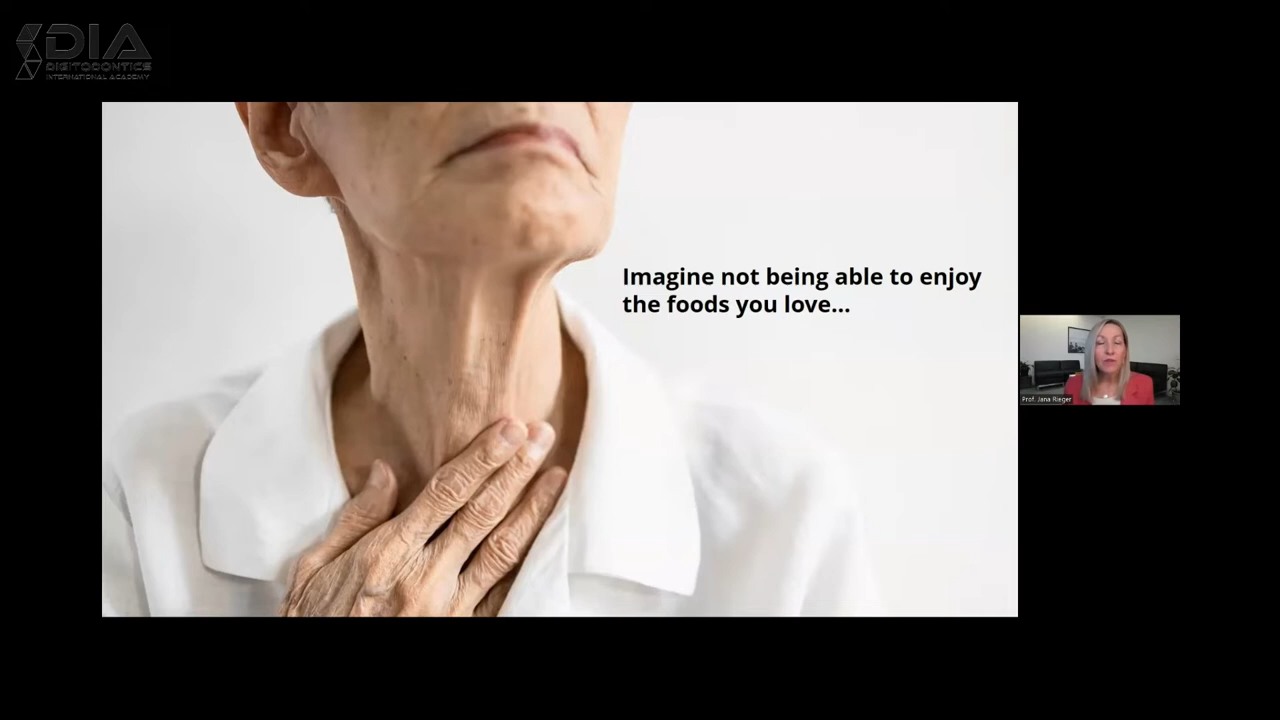 DIA
DIGITODONTICS
INTERNATIONAL ACADEMY
Imagine not being able to enjoy
the foods you love...
Prof. Jana Rieger